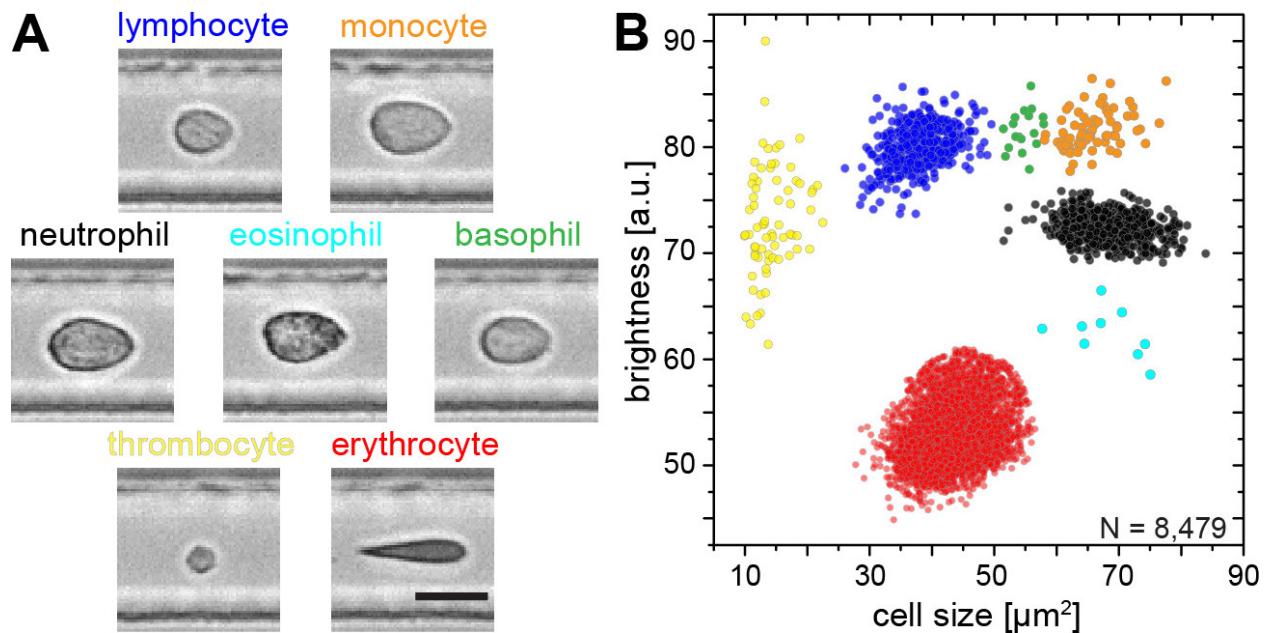 A
lymphocyte monocyte
neutrophil eosinophil basophil
thrombocyte erythrocyte
B
brightness [a.u.]
90
80
70
60
50
N = 8,479
10 30 50 70 90
cell size [µm²]